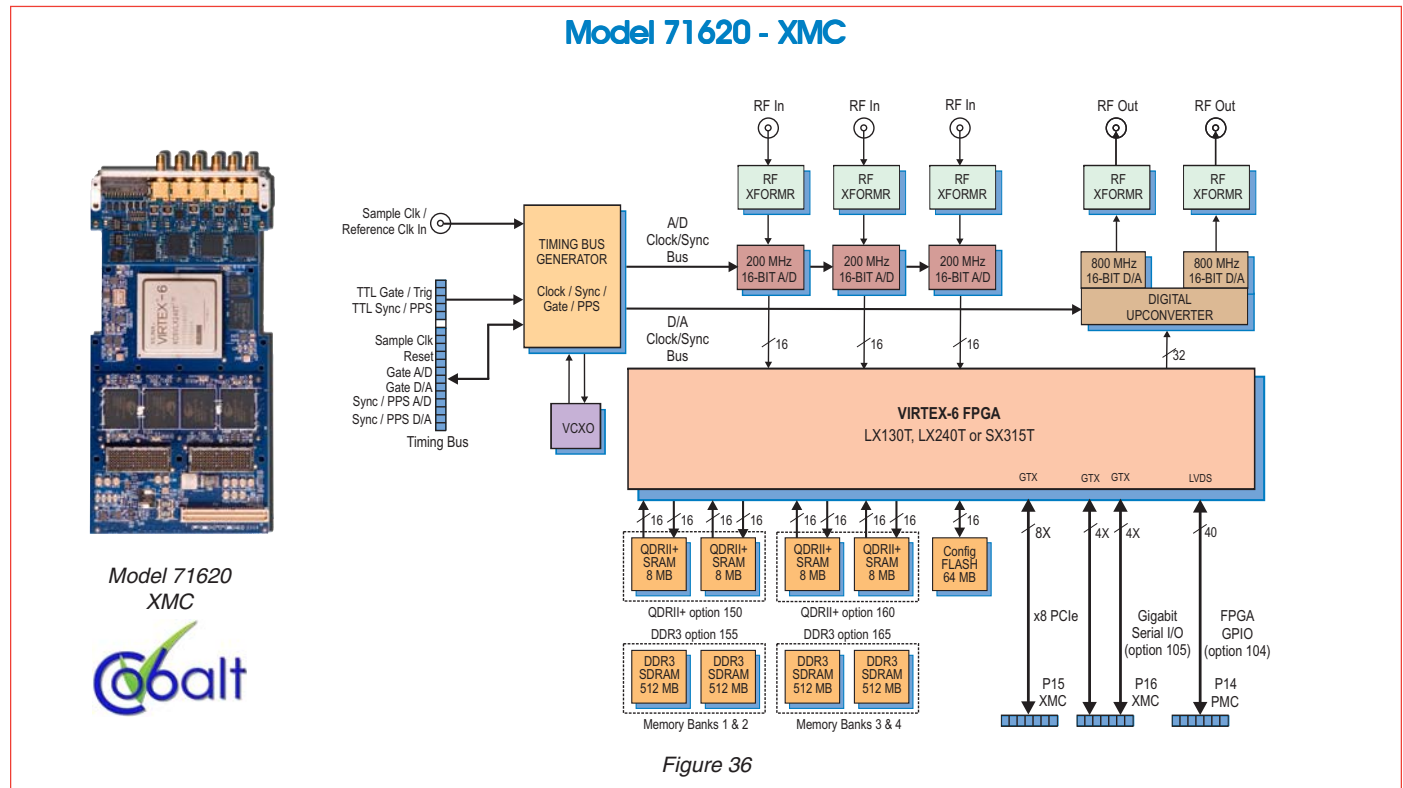 Model 71620 - XMC
RF In
RF In
RF In
RF Out
RF Out
RF
XFORMR
RF
XFORMR
RF
XFORMR
RF
XFORMR
RF
XFORMR
Sample Clk /
Reference Clk In
TIMING BUS
GENERATOR
Clock / Sync /
Gate / PPS
A/D
Clock/Sync
Bus
200 MHz
16-BIT A/D
200 MHz
16-BIT A/D
200 MHz
16-BIT A/D
800 MHz
16-BIT D/A
800 MHz
16-BIT D/A
DIGITAL
UPCONVERTER
TTL Gate / Trig
TTL Sync / PPS
Sample Clk
Reset
Gate A/D
Gate D/A
Sync / PPS A/D
Sync / PPS D/A
Timing Bus
D/A
Clock/Sync
Bus
16
16
16
32
VCXO
VIRTEX-6
VIRTEX-6 FPGA
LX130T, LX240T or SX315T
GTX
GTX
GTX
LVDS
16
16
16
16
16
16
16
16
16
8X
4X
4X
40
QDRII+
SRAM
8 MB
QDRII+
SRAM
8 MB
QDRII+
SRAM
8 MB
QDRII+
SRAM
8 MB
Config
FLASH
64 MB
QDRII+ option 150
QDRII+ option 160
DDR3 option 155
DDR3 option 165
DDR3
SDRAM
512 MB
DDR3
SDRAM
512 MB
DDR3
SDRAM
512 MB
DDR3
SDRAM
512 MB
Memory Banks 1 & 2
Memory Banks 3 & 4
x8 PCIe
Gigabit
Serial I/O
(option 105)
FPGA
GPIO
(option 104)
P15
XMC
P16
XMC
P14
PMC
Model 71620
XMC
Cobalt
Figure 36